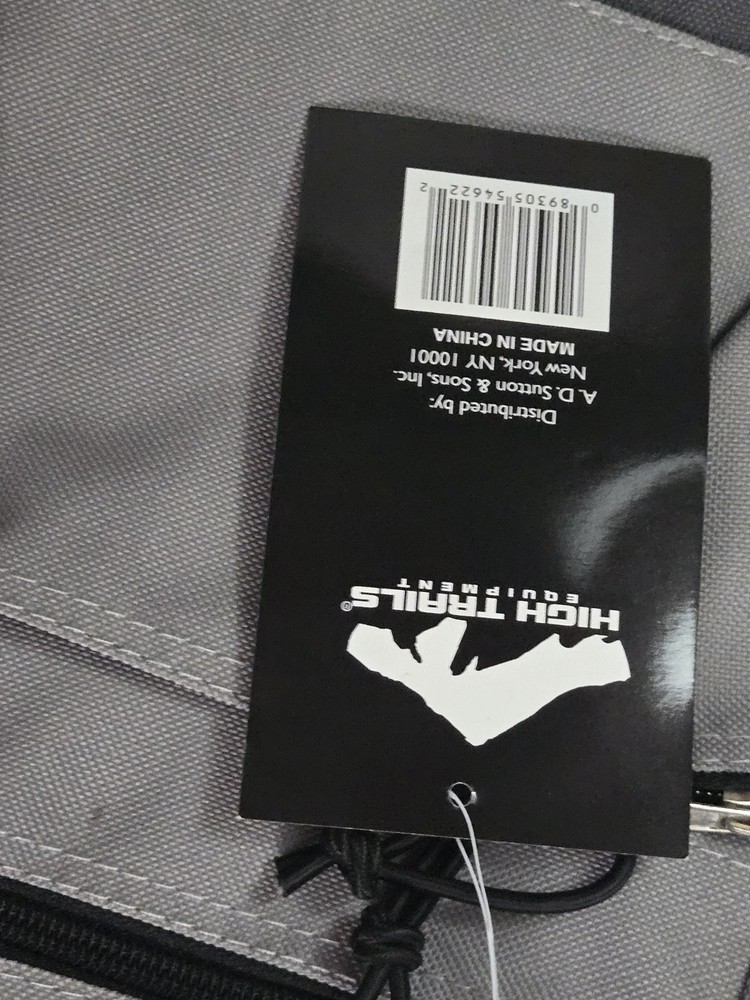 HIGH TRAILS®
EQUIPMENT
Distributed by:
A. D. Sutton & Sons, Inc.
New York, NY 10001
MADE IN CHINA
0 89305 54622 2